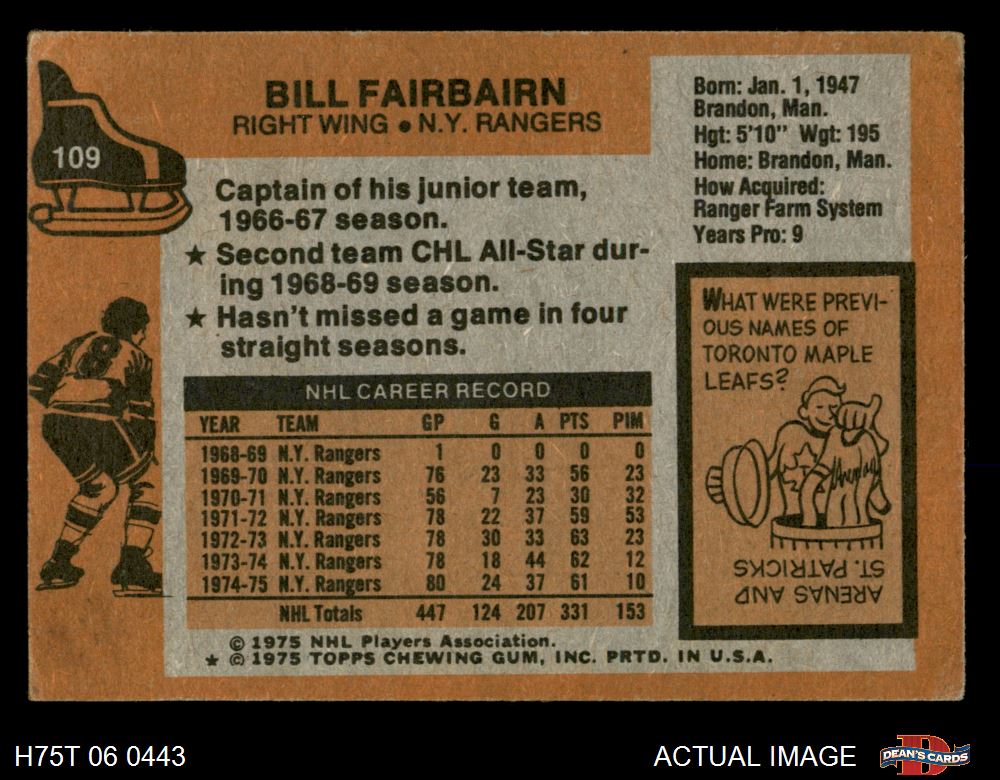 109
BILL FAIRBAIRN
RIGHT WING ● N.Y. RANGERS
Captain of his junior team,
1966-67 season.
★ Second team CHL All-Star dur-
ing 1968-69 season.
★ Hasn't missed a game in four
straight seasons.
Born: Jan. 1, 1947
Brandon, Man.
Hgt: 5'10" Wgt: 195
Home: Brandon, Man.
How Acquired:
Ranger Farm System
Years Pro: 9
WHAT WERE PREVI-
OUS NAMES OF
TORONTO MAPLE
LEAFS?
Arenas
ARENAS AND
ST. PATRICKS
8
NHL CAREER RECORD
YEAR TEAM GP G A PTS PIM
1968-69 N.Y. Rangers 1 0 0 0 0
1969-70 N.Y. Rangers 76 23 33 56 23
1970-71 N.Y. Rangers 56 7 23 30 32
1971-72 N.Y. Rangers 78 22 37 59 53
1972-73 N.Y. Rangers 78 30 33 63 23
1973-74 N.Y. Rangers 78 18 44 62 12
1974-75 N.Y. Rangers 80 24 37 61 10
NHL Totals 447 124 207 331 153
© 1975 NHL Players Association.
★ © 1975 TOPPS CHEWING GUM, INC. PRTD. IN U.S.A.
H75T 06 0443
ACTUAL IMAGE
D
DEAN'S CARDS